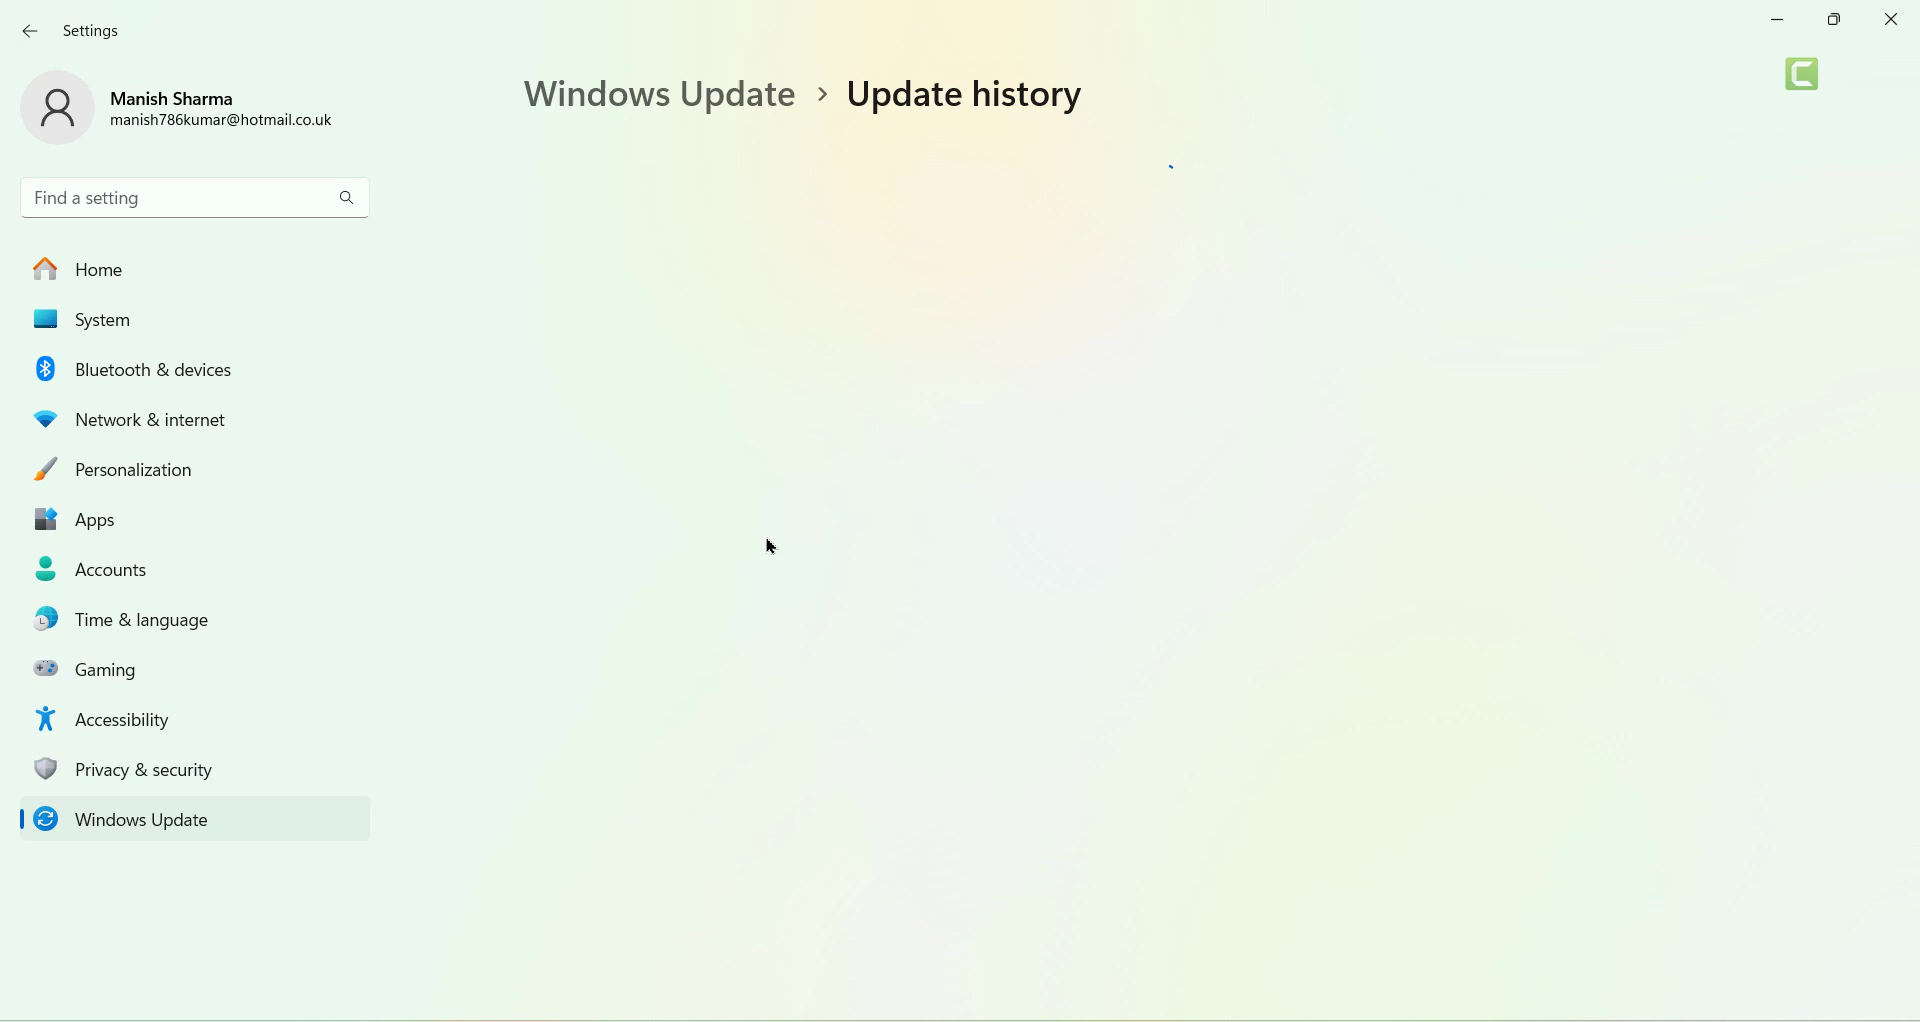 Settings
Manish Sharma
manish786kumar@hotmail.co.uk
Windows Update > Update history
Find a setting
Home
System
Bluetooth & devices
Network & internet
Personalization
Apps
Accounts
Time & language
Gaming
Accessibility
Privacy & security
Windows Update